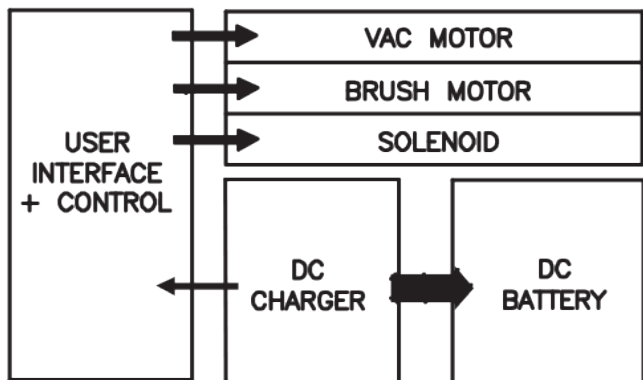 VAC MOTOR
BRUSH MOTOR
SOLENOID
USER
INTERFACE
+ CONTROL
DC
CHARGER
DC
BATTERY